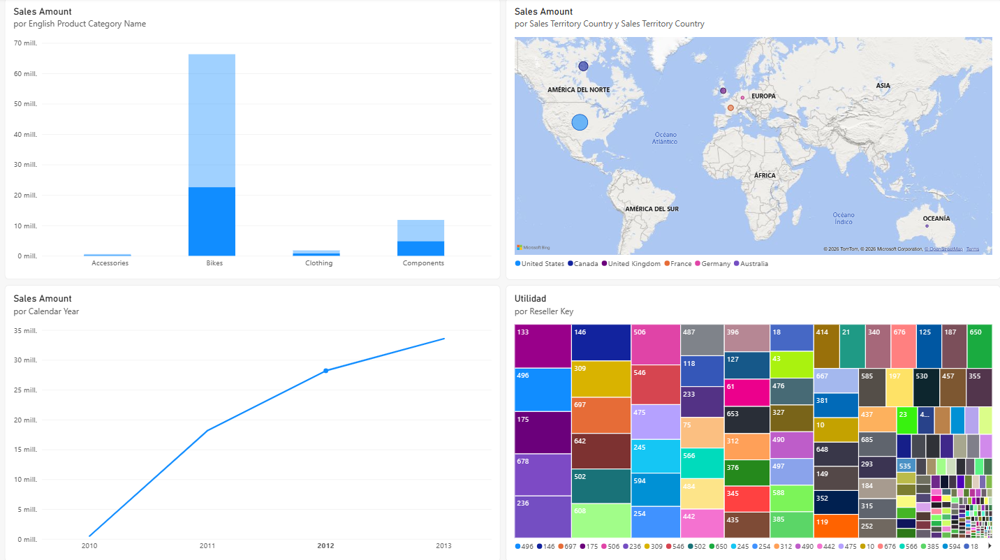 Sales Amount
por English Product Category Name
70 mill.
60 mill.
50 mill.
40 mill.
30 mill.
20 mill.
10 mill.
0 mill.
Accessories Bikes Clothing Components
Sales Amount
por Sales Territory Country y Sales Territory Country
AMÉRICA DEL NORTE
EUROPA
ASIA
Océano
Atlántico
ÁFRICA
AMÉRICA DEL SUR
Océano
Índico
OCEANÍA
Microsoft Bing
© 2026 TomTom, © 2026 Microsoft Corporation, © OpenStreetMap Terms
United States Canada United Kingdom France Germany Australia
Sales Amount
por Calendar Year
35 mill.
30 mill.
25 mill.
20 mill.
15 mill.
10 mill.
5 mill.
0 mill.
2010 2011 2012 2013
Utilidad
por Reseller Key
133
496
175
678
236
146
309
697
642
502
608
506
546
475
245
594
254
487
118
233
75
566
484
442
396
127
61
653
312
376
345
435
18
43
476
327
490
497
588
385
414
21
340
676
125
187
650
667
381
10
648
149
352
119
585
197
530
457
355
437
685
293
184
315
252
23
4...
535
496 146 697 175 506 236 309 546 502 650 245 254 312 490 442 475 10 676 566 385 594 18